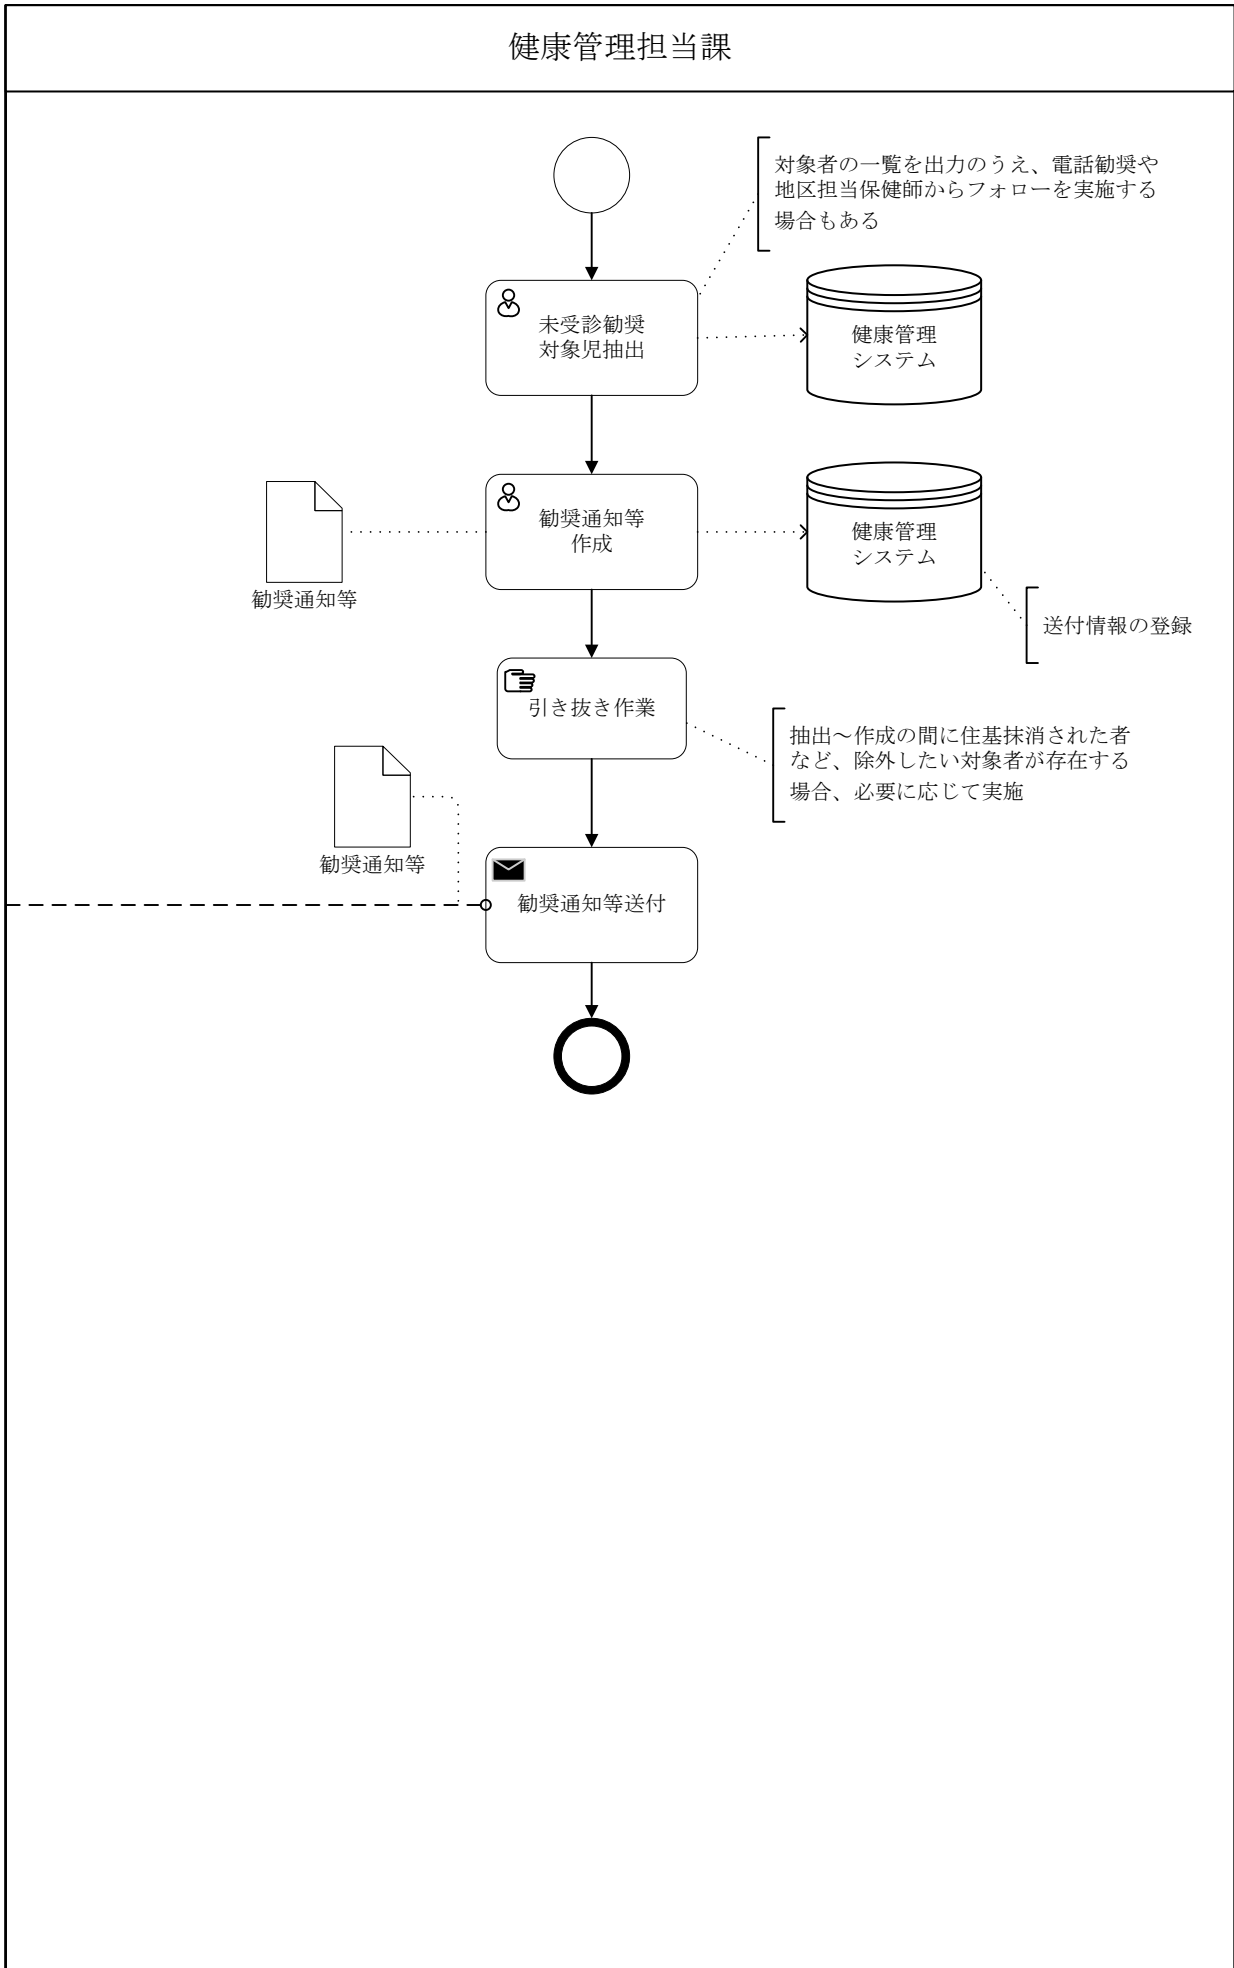 健康管理担当課
対象者の一覧を出力のうえ、電話勧奨や
地区担当保健師からフォローを実施する
場合もある
未受診勧奨
対象児抽出
健康管理
システム
勧奨通知等
作成
健康管理
システム
勧奨通知等
送付情報の登録
引き抜き作業
抽出～作成の間に住基抹消された者
など、除外したい対象者が存在する
場合、必要に応じて実施
勧奨通知等
勧奨通知等送付